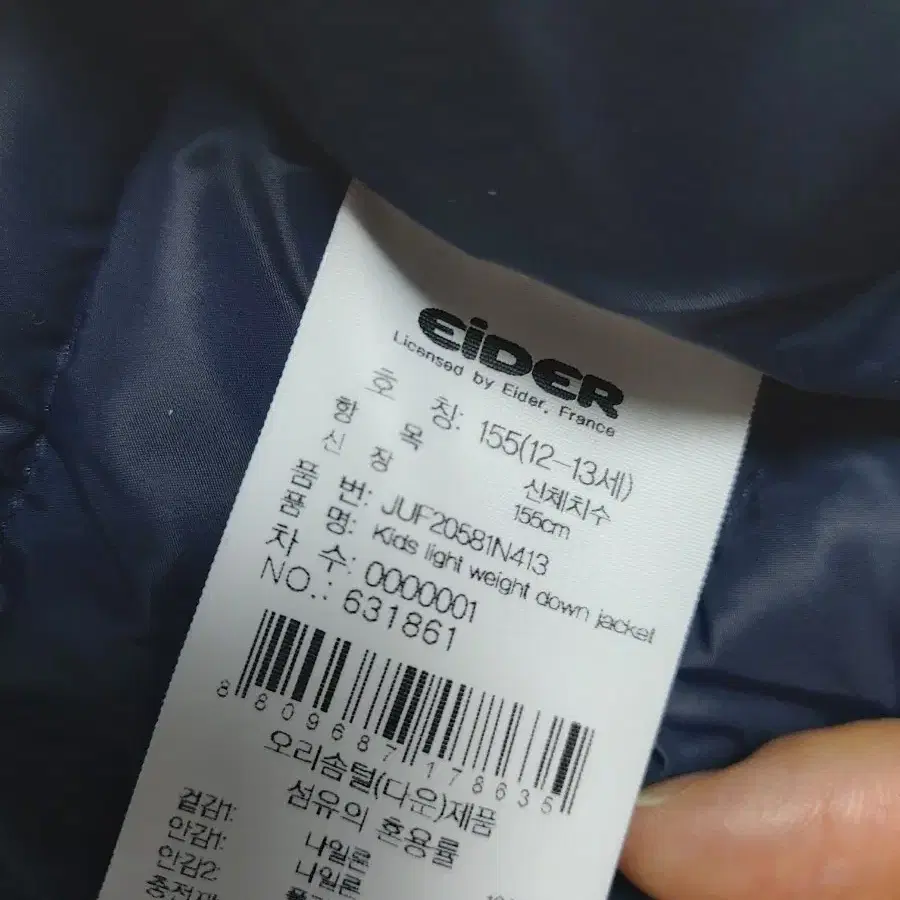 EiDER
Licensed by Eider, France
호 칭: 155(12-13세)
항 목 신체치수
신 장 155cm
품 번: JUF20581N413
품 명: Kids light weight down jacket
차 수: 0000001
NO.: 631861
8809687178635
오리솜털(다운)제품
섬유의 혼용률
겉감1: 나일론
안감1: 나일론
안감2:
충전재